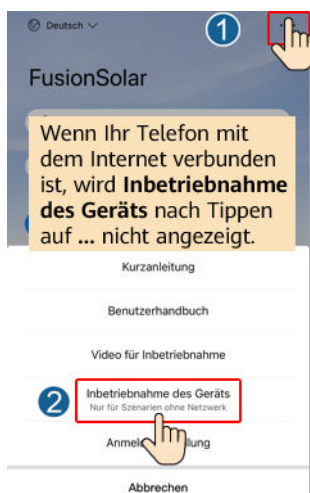 Deutsch
1
FusionSolar
Wenn Ihr Telefon mit
dem Internet verbunden
ist, wird Inbetriebnahme
des Geräts nach Tippen
auf ... nicht angezeigt.
Kurzanleitung
Benutzerhandbuch
Video für Inbetriebnahme
2
Inbetriebnahme des Geräts
Nur für Szenarien ohne Netzwerk
Abbrechen